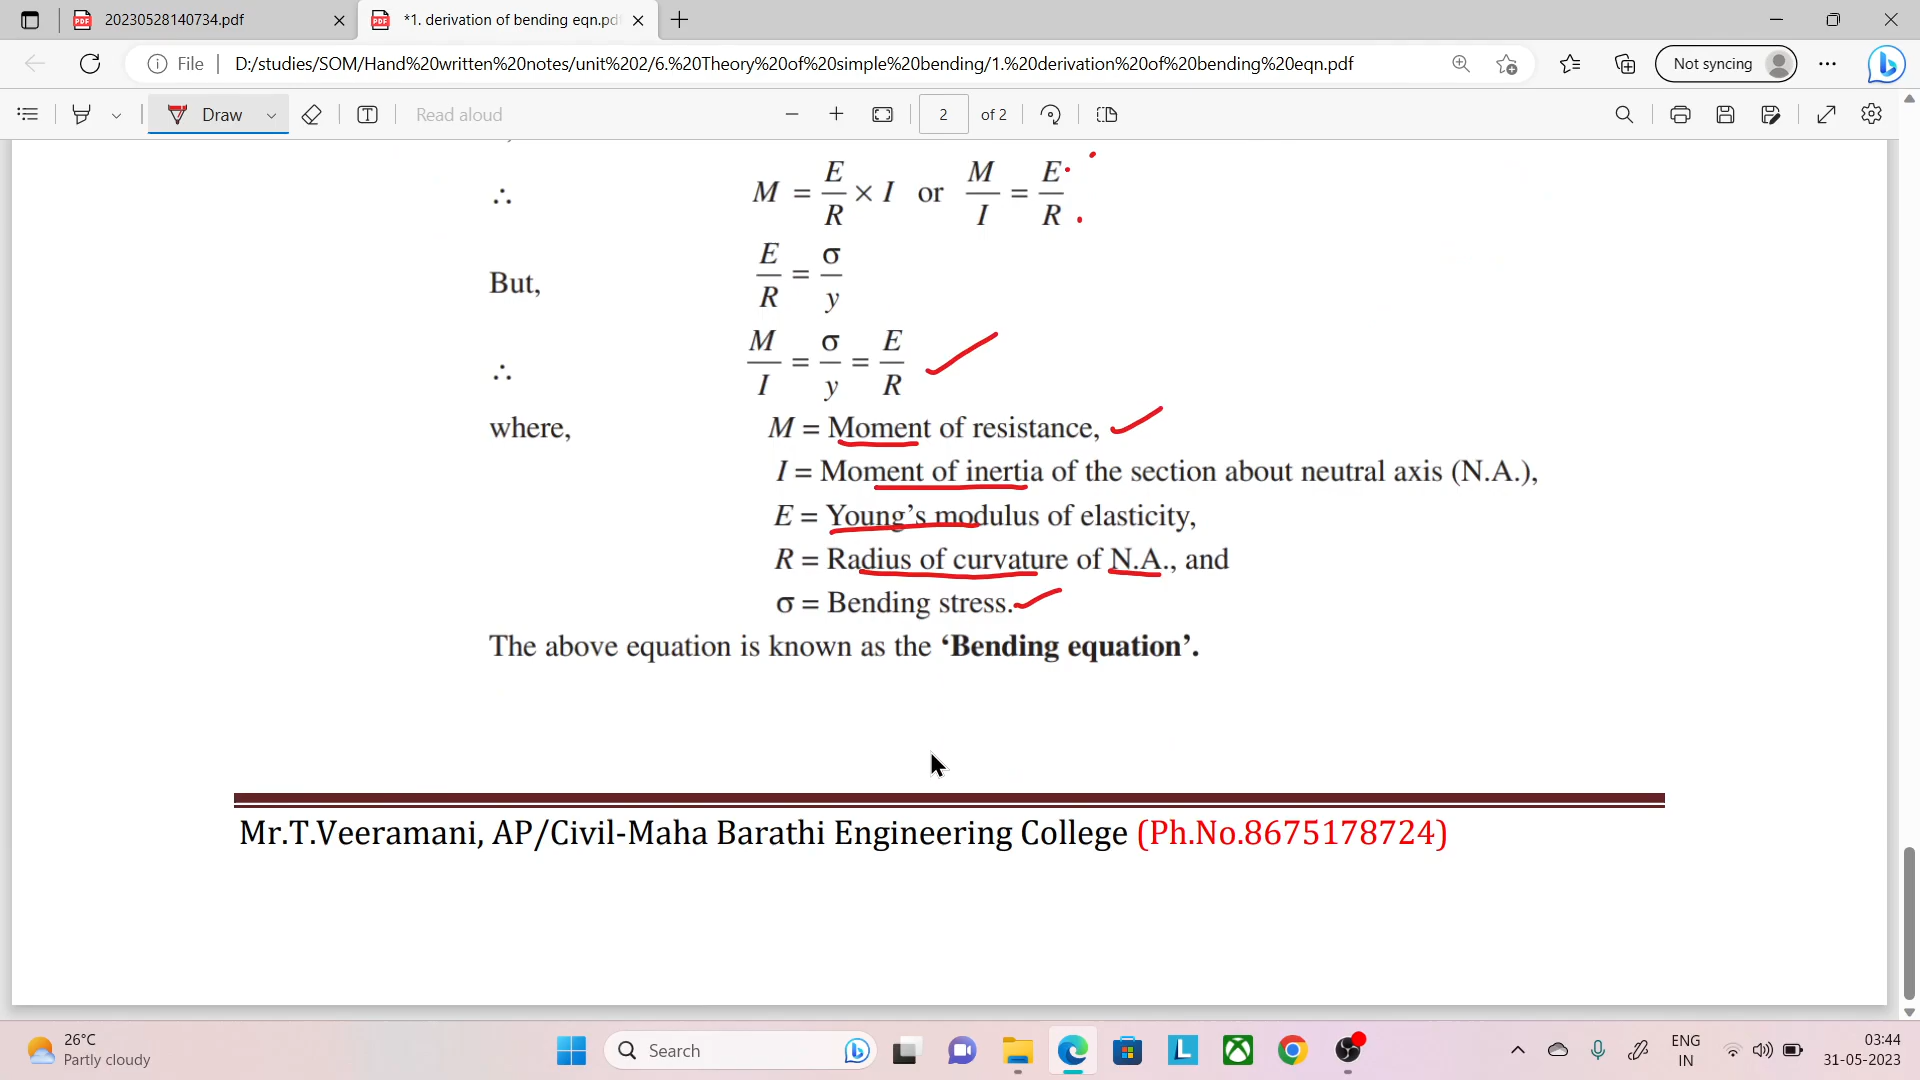 20230528140734.pdf
*1. derivation of bending eqn.pd
File
D:/studies/SOM/Hand%20written%20notes/unit%202/6.%20Theory%20of%20simple%20bending/1.%20derivation%20of%20bending%20eqn.pdf
Not syncing
Draw
Read aloud
2 of 2
∴ M = E/R × I or M/I = E/R
But, E/R = σ/y
∴ M/I = σ/y = E/R
where, M = Moment of resistance,
I = Moment of inertia of the section about neutral axis (N.A.),
E = Young’s modulus of elasticity,
R = Radius of curvature of N.A., and
σ = Bending stress.
The above equation is known as the ‘Bending equation’.
Mr.T.Veeramani, AP/Civil-Maha Barathi Engineering College (Ph.No.8675178724)
26°C
Partly cloudy
Search
ENG
IN
03:44
31-05-2023